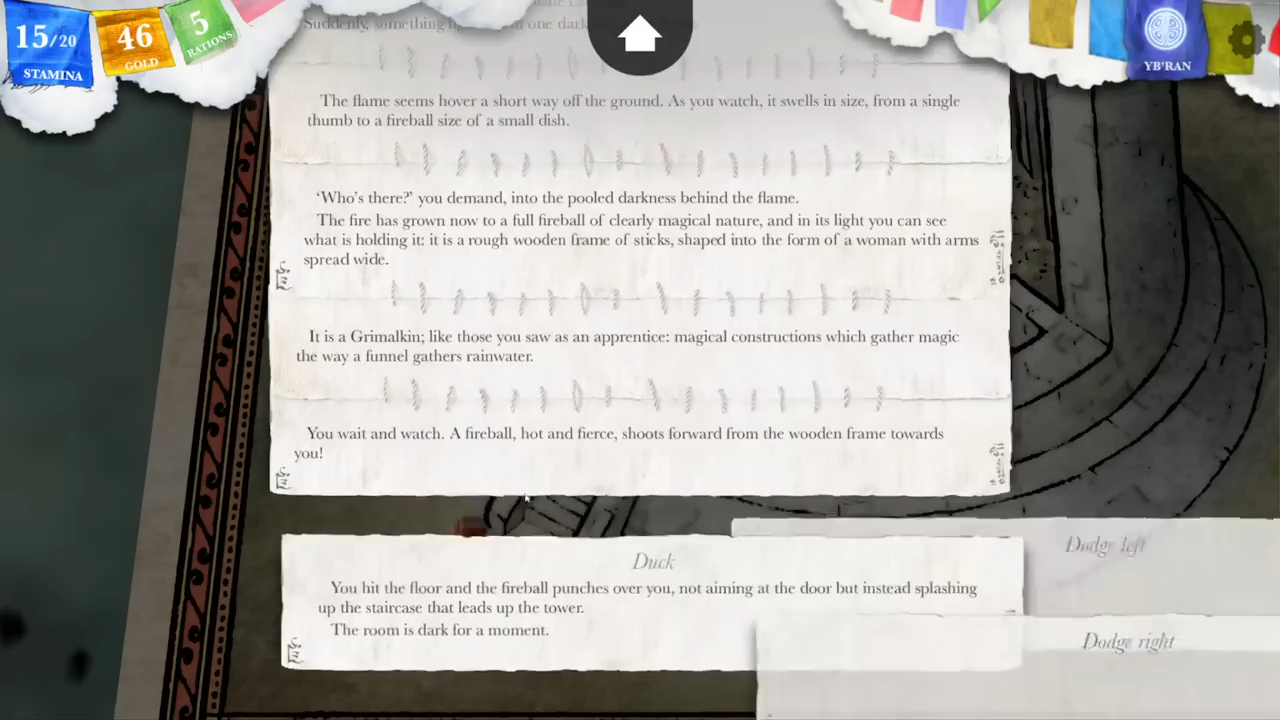 15/20
STAMINA
46
GOLD
5
RATIONS
YB'RAN
Suddenly, something
The flame seems hover a short way off the ground. As you watch, it swells in size, from a single
thumb to a fireball size of a small dish.
‘Who’s there?’ you demand, into the pooled darkness behind the flame.
The fire has grown now to a full fireball of clearly magical nature, and in its light you can see
what is holding it: it is a rough wooden frame of sticks, shaped into the form of a woman with arms
spread wide.
It is a Grimalkin; like those you saw as an apprentice: magical constructions which gather magic
the way a funnel gathers rainwater.
You wait and watch. A fireball, hot and fierce, shoots forward from the wooden frame towards
you!
Duck
You hit the floor and the fireball punches over you, not aiming at the door but instead splashing
up the staircase that leads up the tower.
The room is dark for a moment.
Dodge left
Dodge right